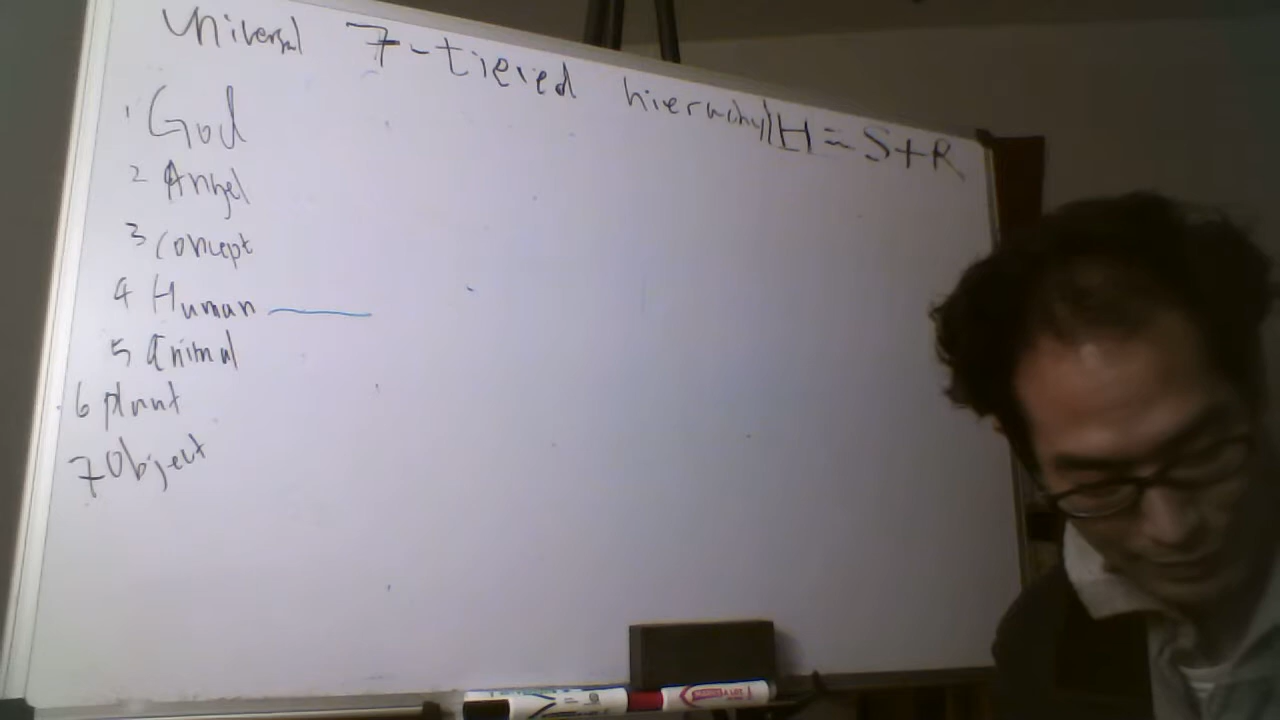 Universal 7-tiered hierarchy H = S+R
1 God
2 Angel
3 concept
4 Human
5 Animal
6 plant
7 Object